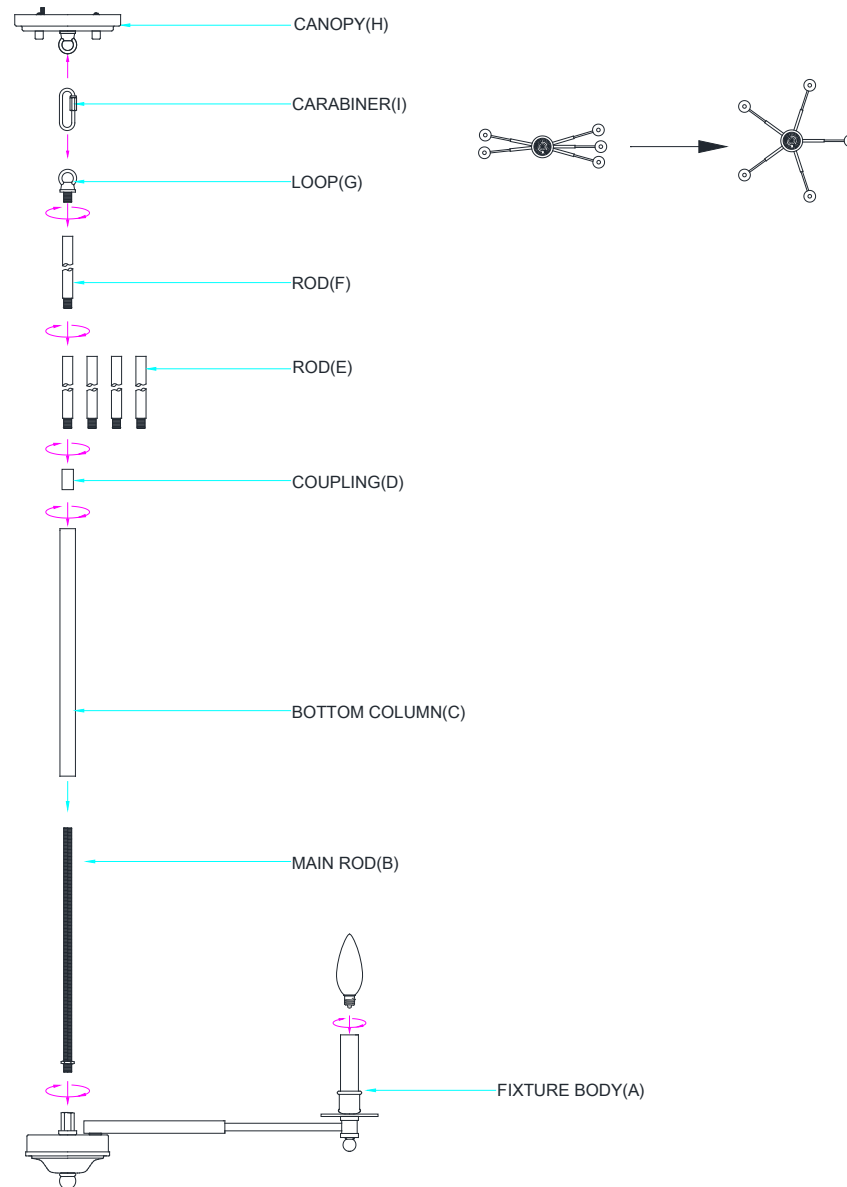 CANOPY(H)
CARABINER(I)
LOOP(G)
ROD(F)
ROD(E)
COUPLING(D)
BOTTOM COLUMN(C)
MAIN ROD(B)
FIXTURE BODY(A)